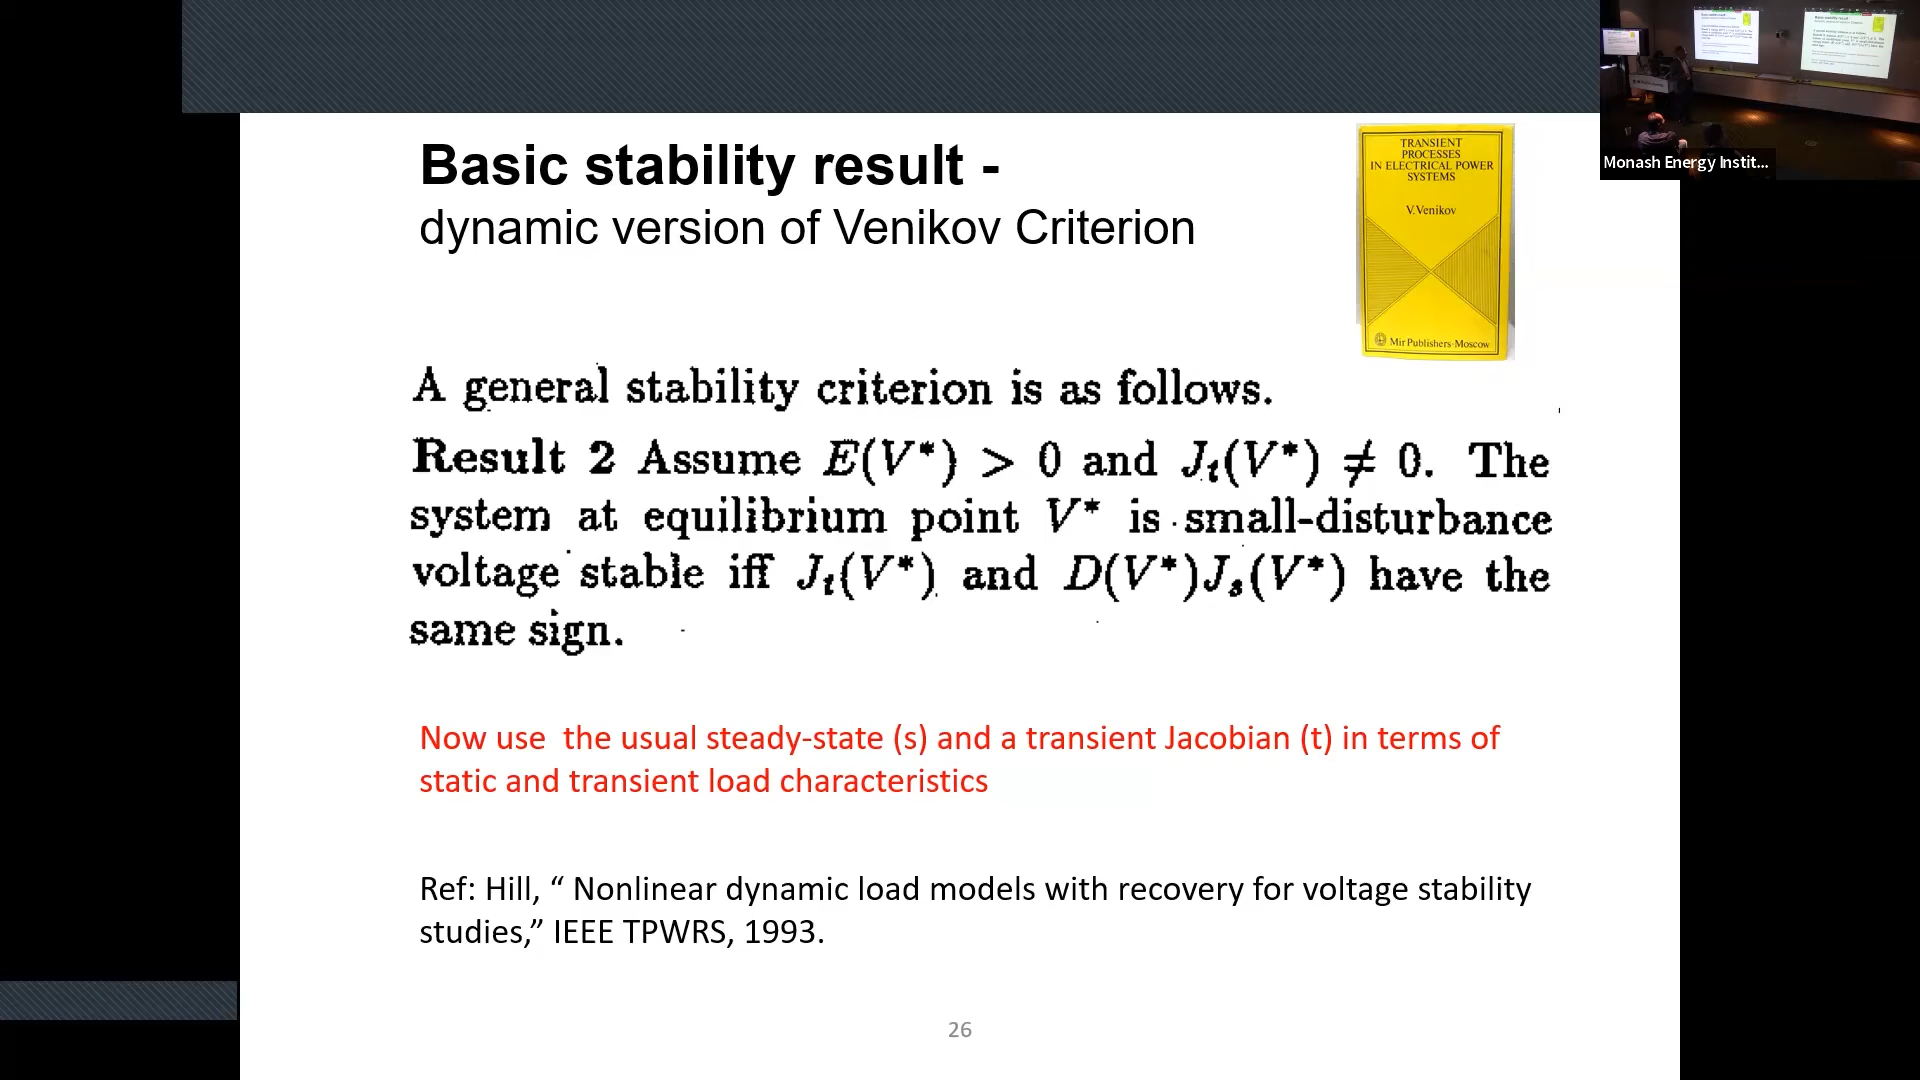 Basic stability result -
dynamic version of Venikov Criterion
TRANSIENT
PROCESSES
IN ELECTRICAL POWER
SYSTEMS
V.Venikov
Mir Publishers·Moscow
Monash Energy Instit...
A general stability criterion is as follows.
Result 2 Assume E(V*) > 0 and Jₜ(V*) ≠ 0. The
system at equilibrium point V* is small-disturbance
voltage stable iff Jₜ(V*) and D(V*)Jₛ(V*) have the
same sign.
Now use  the usual steady-state (s) and a transient Jacobian (t) in terms of
static and transient load characteristics
Ref: Hill, “ Nonlinear dynamic load models with recovery for voltage stability
studies,” IEEE TPWRS, 1993.
26